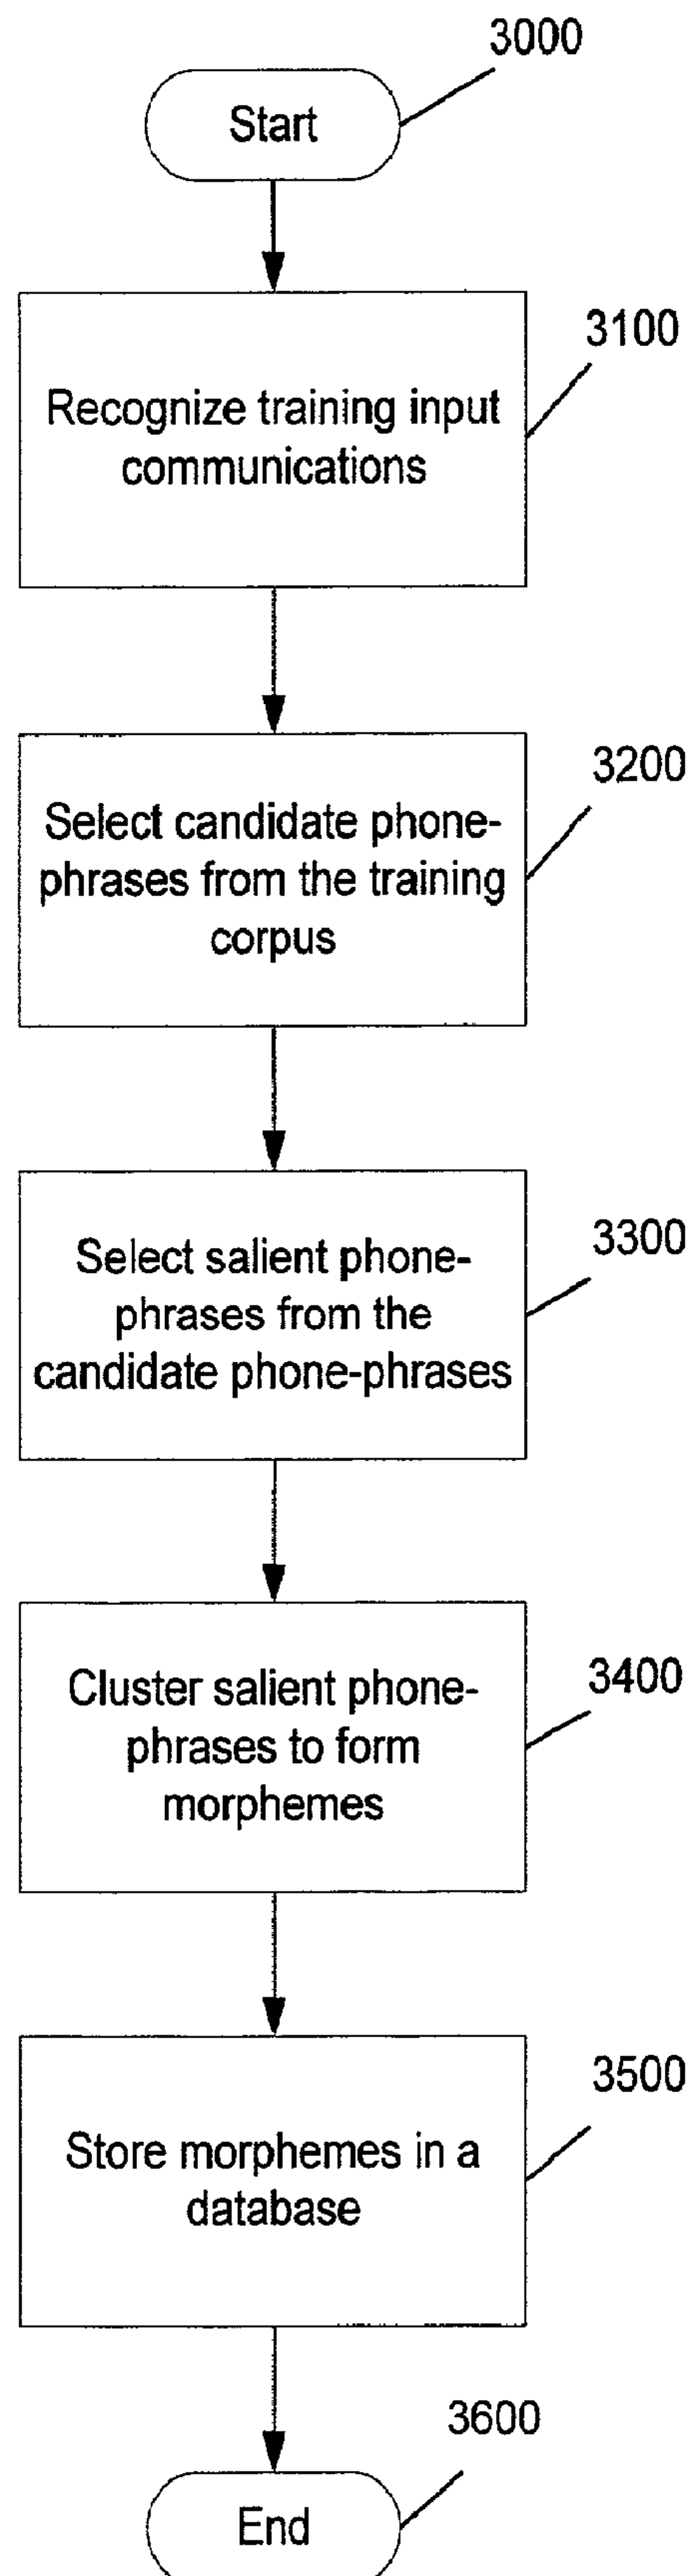 3000
Start
3100
Recognize training input
communications
3200
Select candidate phone-
phrases from the training
corpus
3300
Select salient phone-
phrases from the
candidate phone-phrases
3400
Cluster salient phone-
phrases to form
morphemes
3500
Store morphemes in a
database
3600
End